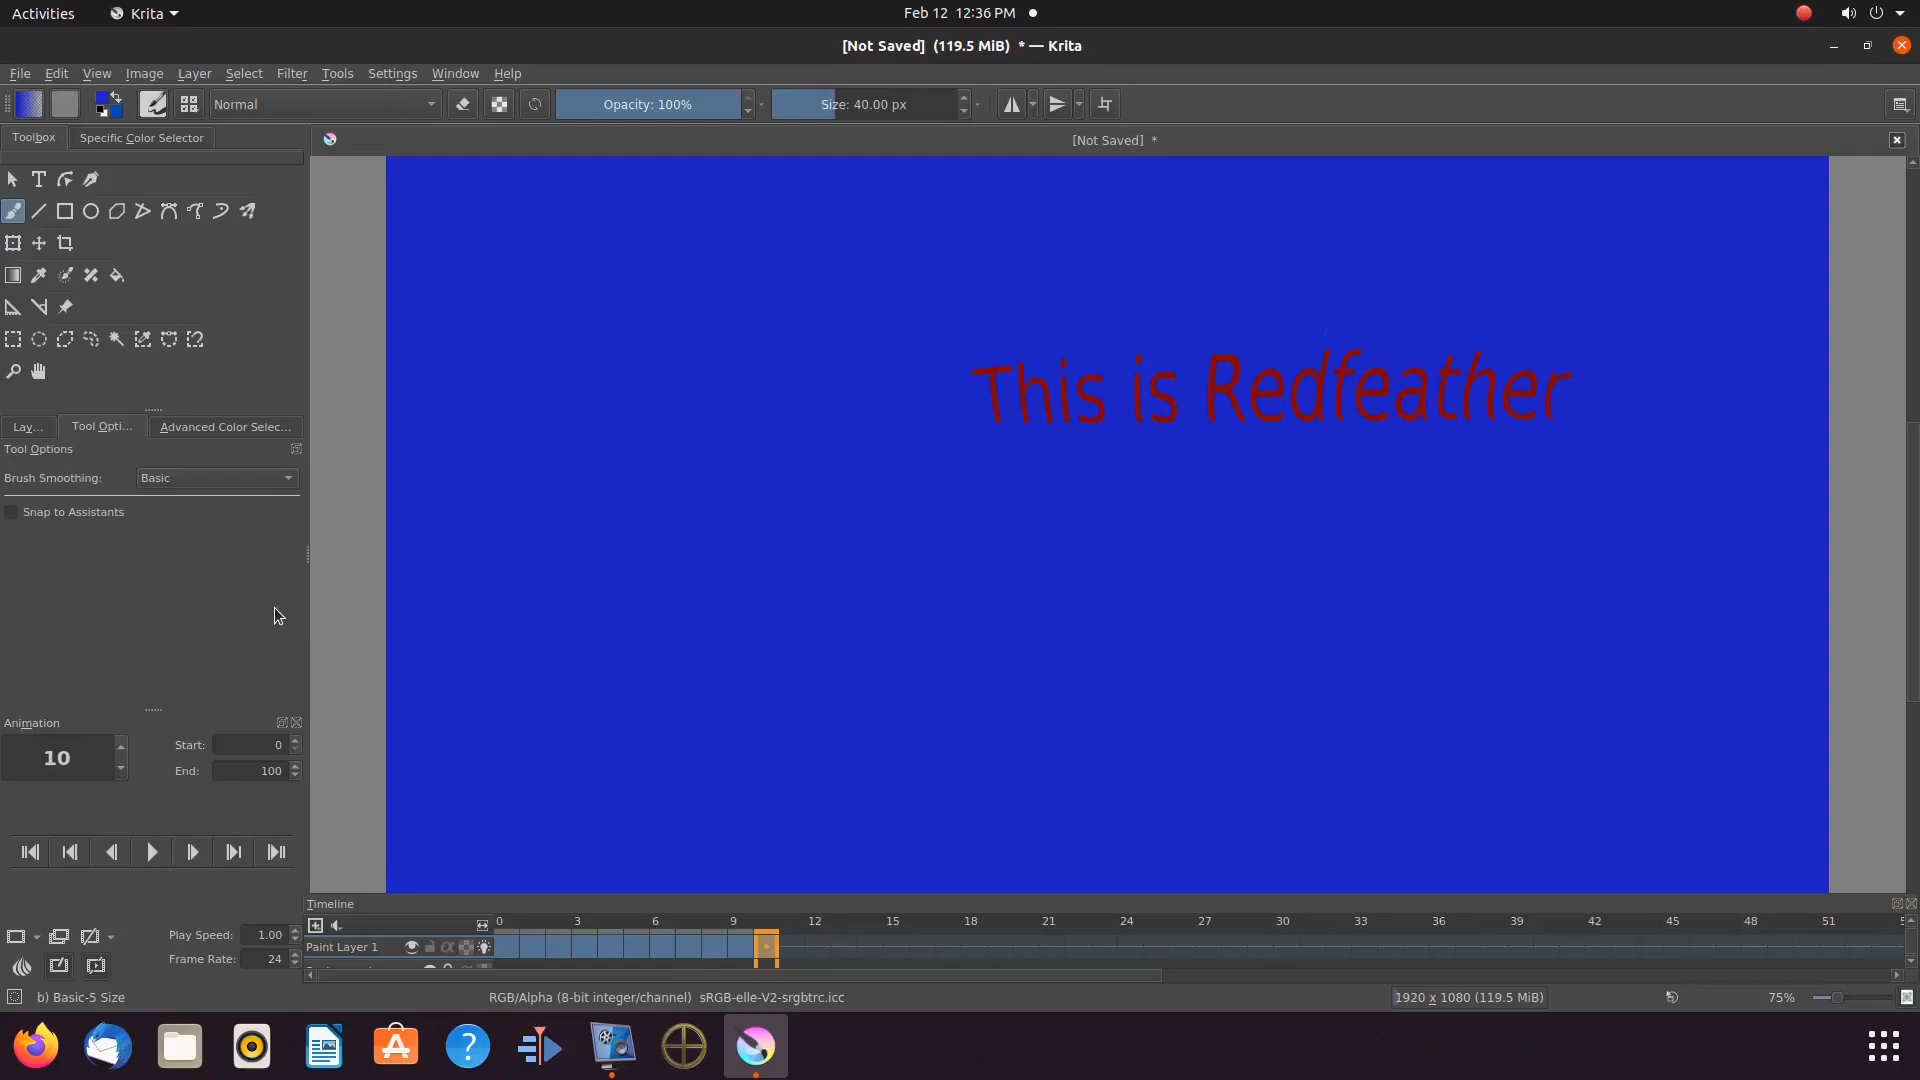 Activities Krita Feb 12 12:36 PM
[Not Saved] (119.5 MiB) * — Krita
File Edit View Image Layer Select Filter Tools Settings Window Help
Normal Opacity: 100% Size: 40.00 px
Toolbox Specific Color Selector [Not Saved] *
This is Redfeather
Lay... Tool Opti... Advanced Color Selec...
Tool Options
Brush Smoothing: Basic
Snap to Assistants
Animation
10 Start: 0
End: 100
Timeline
0 3 6 9 12 15 18 21 24 27 30 33 36 39 42 45 48 51
Play Speed: 1.00
Paint Layer 1
Frame Rate: 24
b) Basic-5 Size RGB/Alpha (8-bit integer/channel) sRGB-elle-V2-srgbtrc.icc 1920 x 1080 (119.5 MiB) 75%